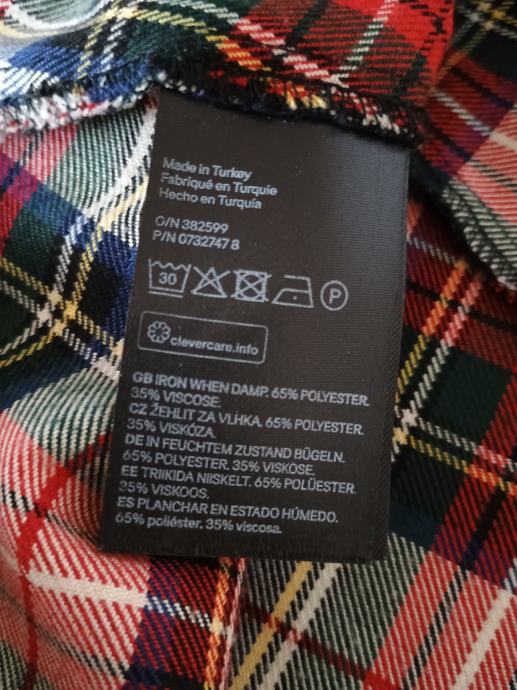 Made in Turkey
Fabriqué en Turquie
Hecho en Turquía
O/N 382599
P/N 0732747 8
30 P
clevercare.info
GB IRON WHEN DAMP. 65% POLYESTER.
35% VISCOSE.
CZ ŽEHLIT ZA VLHKA. 65% POLYESTER.
35% VISKÓZA.
DE IN FEUCHTEM ZUSTAND BÜGELN.
65% POLYESTER. 35% VISKOSE.
EE TRIIKIDA NIISKELT. 65% POLÜESTER.
35% VISKOOS.
ES PLANCHAR EN ESTADO HÚMEDO.
65% poliéster. 35% viscosa.